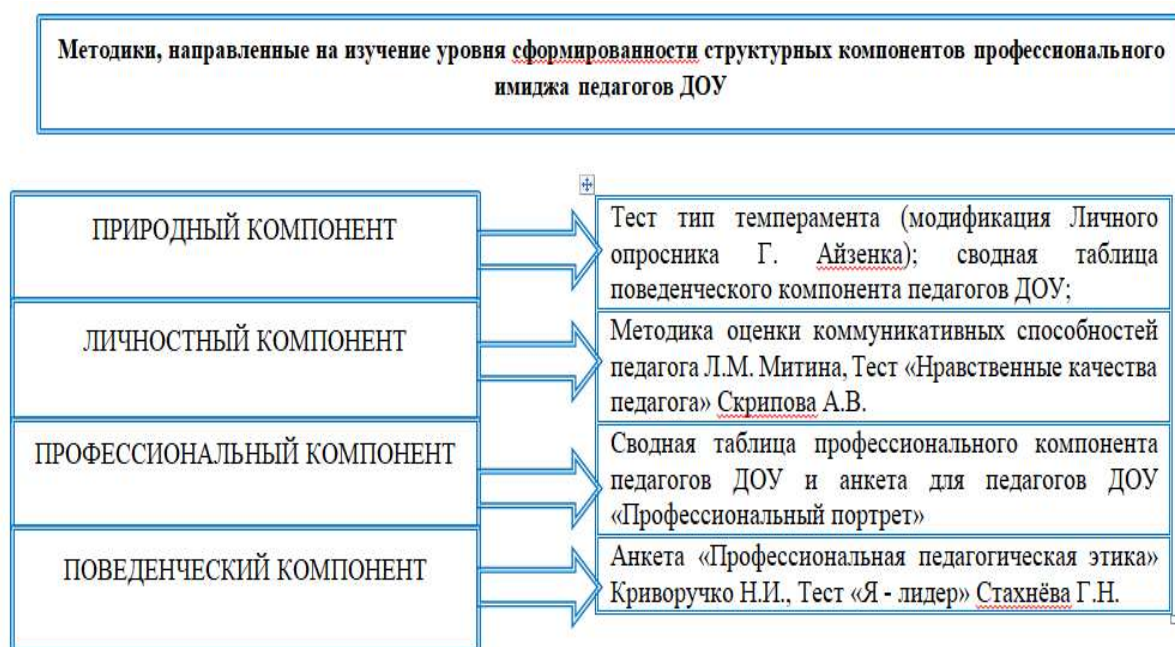 Методики, направленные на изучение уровня сформированности структурных компонентов профессионального
имиджа педагогов ДОУ
ПРИРОДНЫЙ КОМПОНЕНТ
Тест тип темперамента (модификация Личного
опросника Г. Айзенка); сводная таблица
поведенческого компонента педагогов ДОУ;
ЛИЧНОСТНЫЙ КОМПОНЕНТ
Методика оценки коммуникативных способностей
педагога Л.М. Митина, Тест «Нравственные качества
педагога» Скрипова А.В.
ПРОФЕССИОНАЛЬНЫЙ КОМПОНЕНТ
Сводная таблица профессионального компонента
педагогов ДОУ и анкета для педагогов ДОУ
«Профессиональный портрет»
ПОВЕДЕНЧЕСКИЙ КОМПОНЕНТ
Анкета «Профессиональная педагогическая этика»
Криворучко Н.И., Тест «Я - лидер» Стахнёва Г.Н.